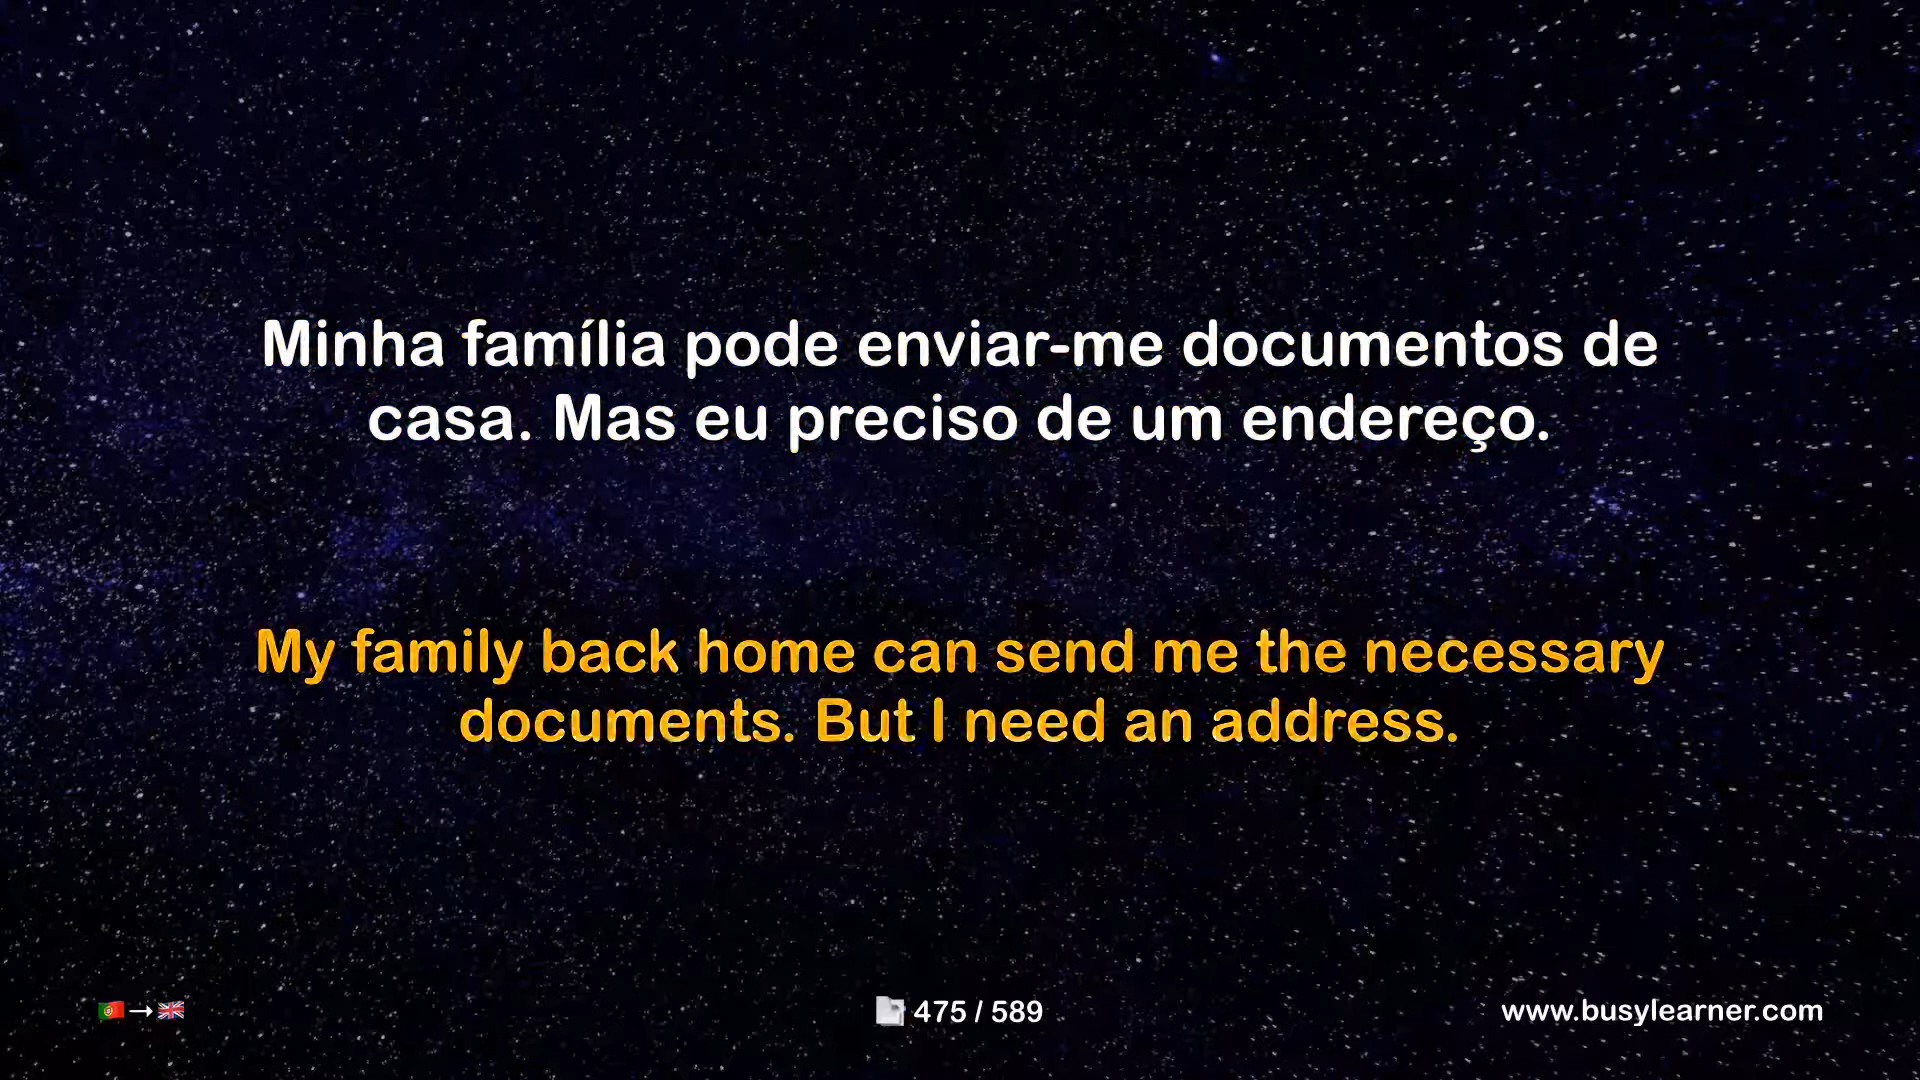 Minha família pode enviar-me documentos de
casa. Mas eu preciso de um endereço.
My family back home can send me the necessary
documents. But I need an address.
475 / 589
www.busylearner.com